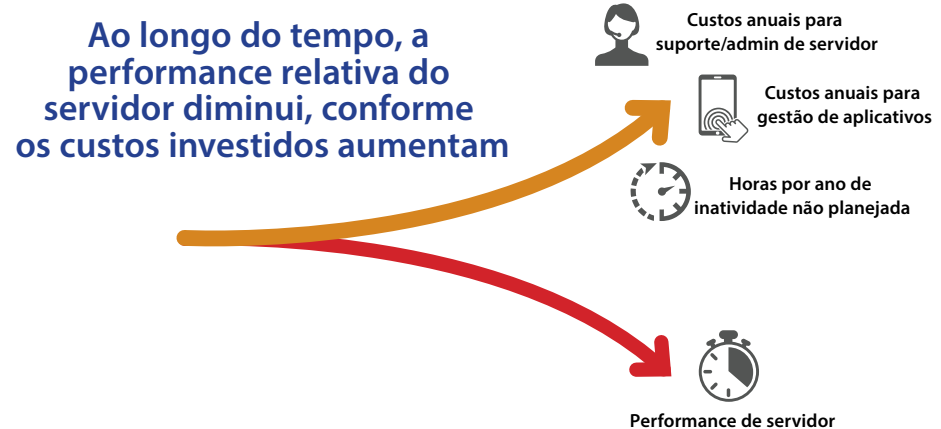 Ao longo do tempo, a
performance relativa do
servidor diminui, conforme
os custos investidos aumentam
Custos anuais para
suporte/admin de servidor
Custos anuais para
gestão de aplicativos
Horas por ano de
inatividade não planejada
Performance de servidor